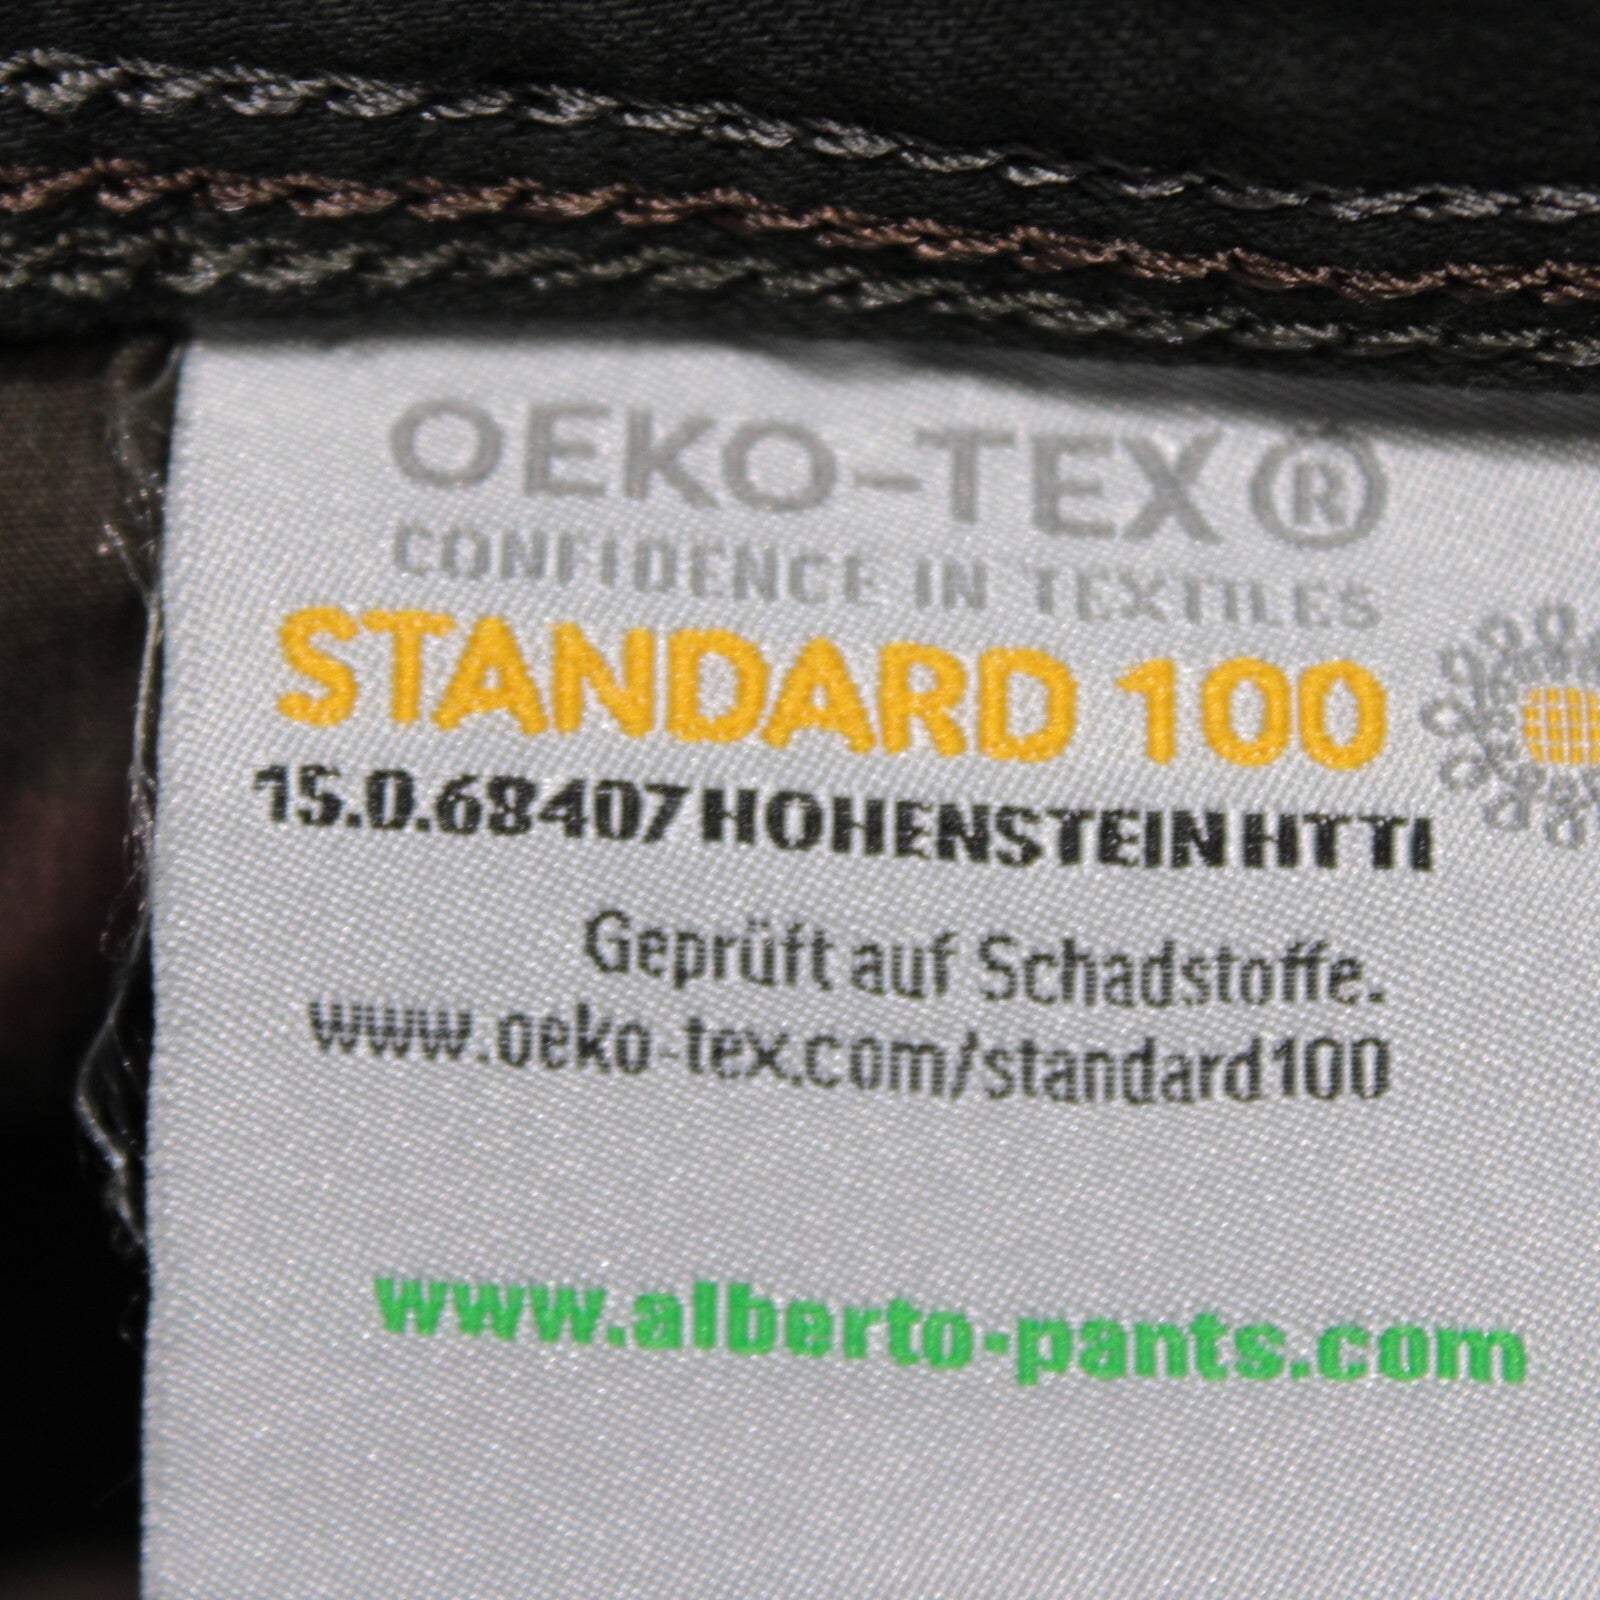 OEKO-TEX®
CONFIDENCE IN TEXTILES
STANDARD 100
15.0.68407 HOHENSTEIN HTTI
Geprüft auf Schadstoffe.
www.oeko-tex.com/standard100
www.alberto-pants.com